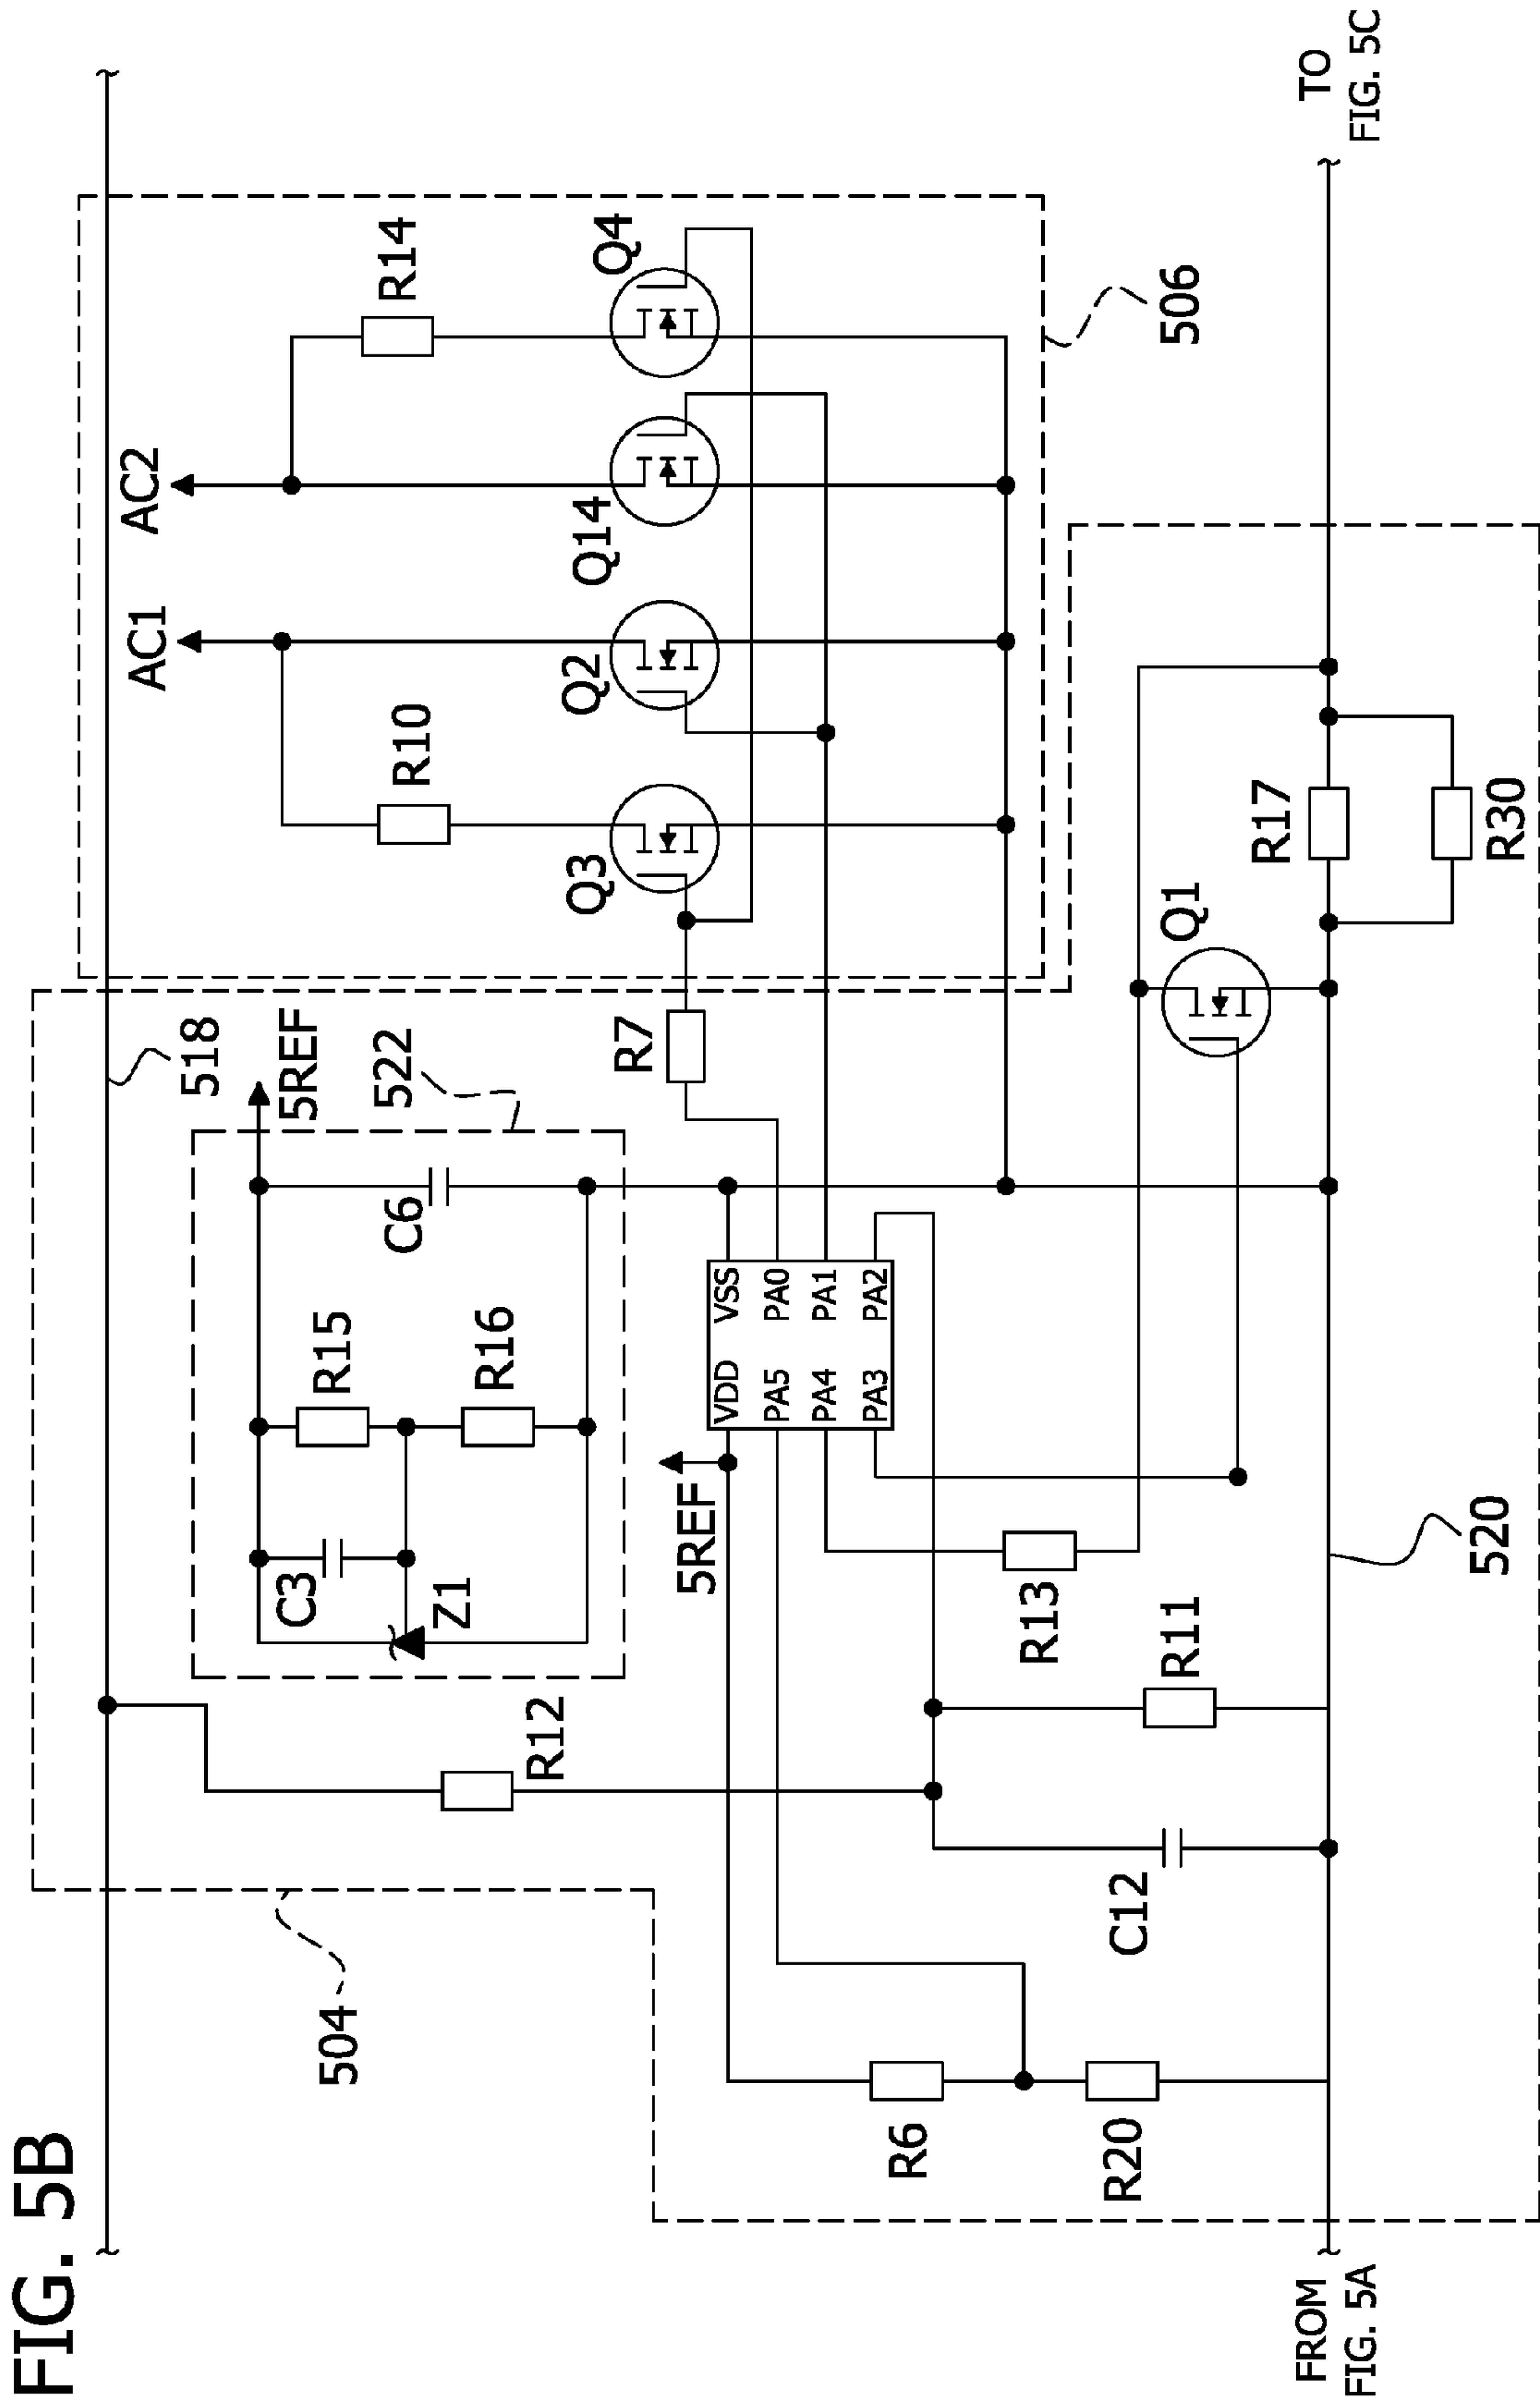 FIG. 5B
518
504
5REF
522
C3
R15
C6
Z1
R16
R12
AC1
AC2
R10
R14
Q3
Q2
Q14
Q4
506
R7
5REF
VDD VSS
PA5 PA0
PA4 PA1
PA3 PA2
R6
R20
C12
R11
R13
Q1
R17
R30
520
FROM
FIG. 5A
TO
FIG. 5C